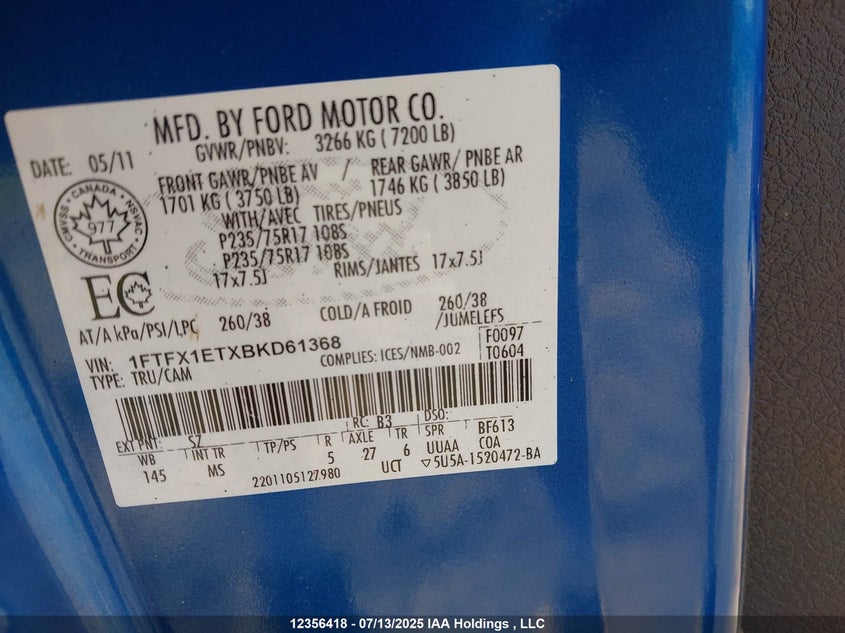 MFD. BY FORD MOTOR CO.
DATE: 05/11 GVWR/PNBV: 3266 KG ( 7200 LB)
FRONT GAWR/PNBE AV / REAR GAWR/ PNBE AR
1701 KG ( 3750 LB) 1746 KG ( 3850 LB)
WITH/AVEC TIRES/PNEUS
P235/75R17 108S
P235/75R17 108S
17x7.5J RIMS/JANTES 17x7.5J
CANADA
CMVSS NSVAC
977
TRANSPORT
EC
AT/A kPa/PSI/LPC 260/38 COLD/A FROID 260/38
/JUMELEFS
VIN: 1FTFX1ETXBKD61368 COMPLIES: ICES/NMB-002 F0097
TYPE: TRU/CAM T0604
EXT PNT: SZ RC: B3 DSO:
WB INT TR TP/PS R AXLE TR SPR BF613
145 MS 5 27 6 UUAA COA
2201105127980 UCT ▽5U5A-1520472-BA
12356418 - 07/13/2025 IAA Holdings , LLC